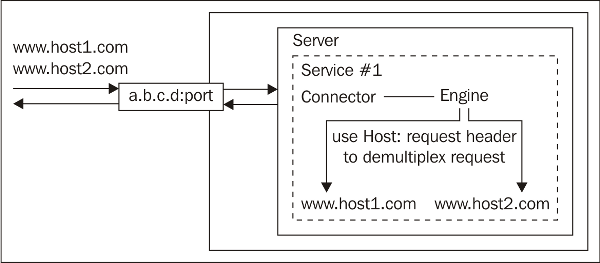 www.host1.com
www.host2.com
a.b.c.d:port
Server
Service #1
Connector
Engine
use Host: request header
to demultiplex request
www.host1.com
www.host2.com